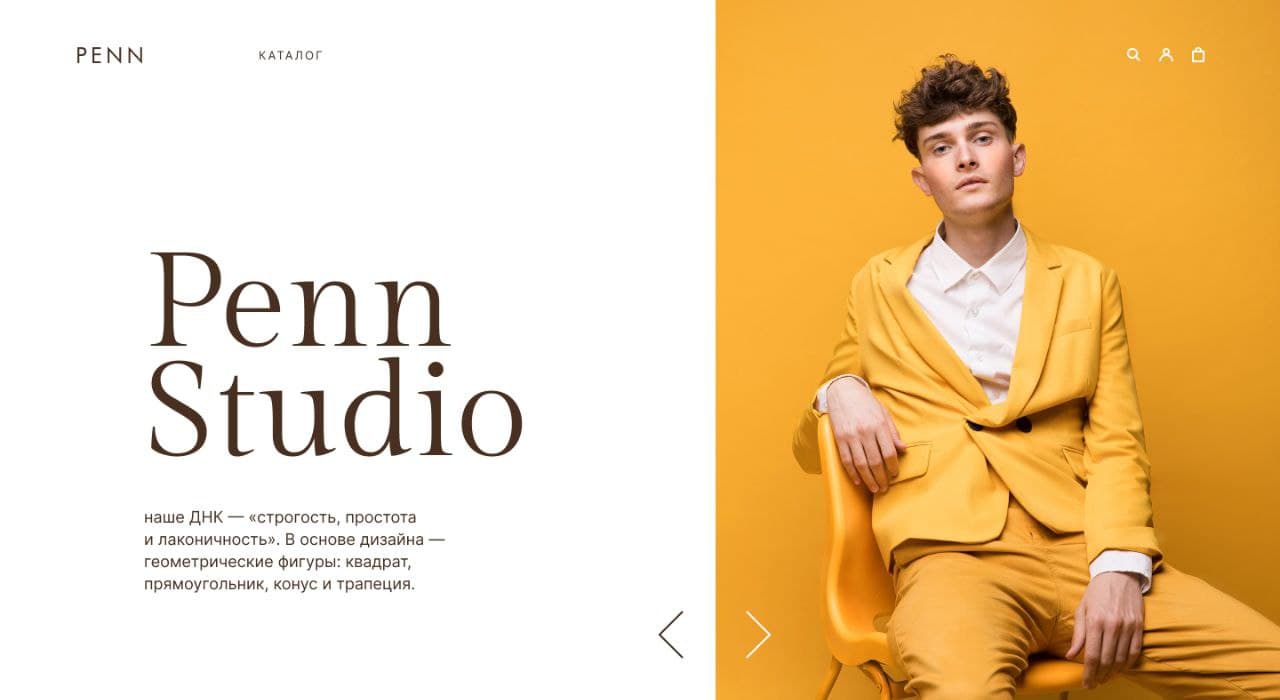 PENN
КАТАЛОГ
Penn
Studio
наше ДНК — «строгость, простота
и лаконичность». В основе дизайна —
геометрические фигуры: квадрат,
прямоугольник, конус и трапеция.